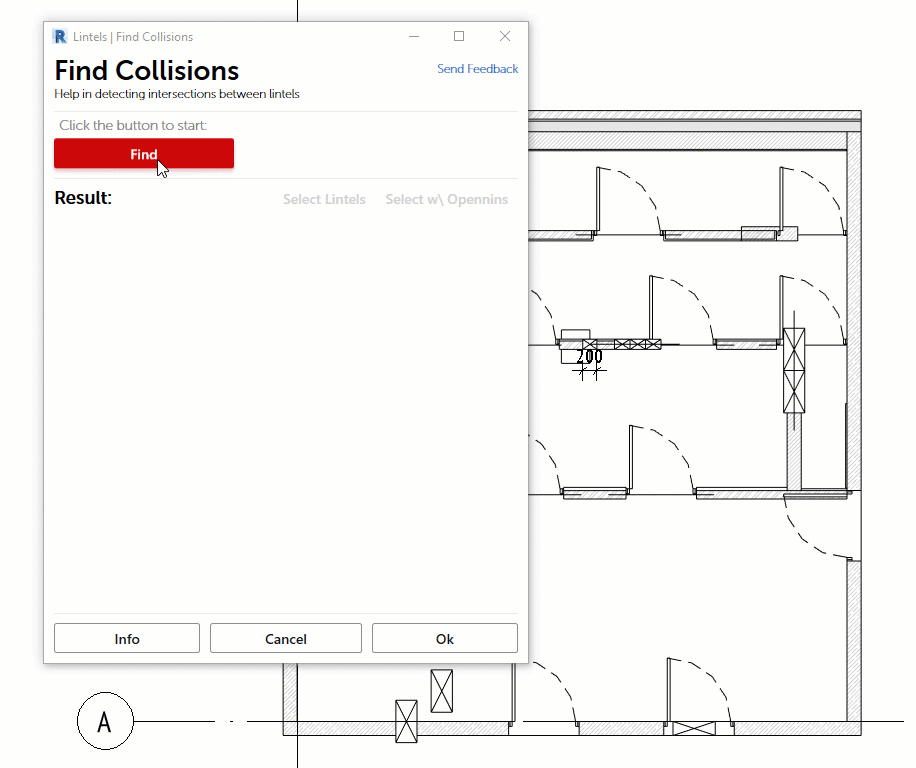 Lintels | Find Collisions
Find Collisions
Send Feedback
Help in detecting intersections between lintels
Click the button to start:
Find
Result:
Select Lintels
Select w\ Opennins
200
Info
Cancel
Ok
A